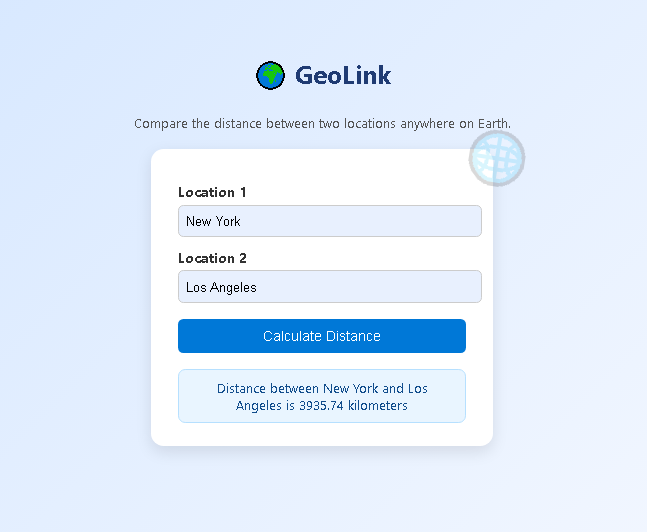 GeoLink
Compare the distance between two locations anywhere on Earth.
Location 1
New York
Location 2
Los Angeles
Calculate Distance
Distance between New York and Los
Angeles is 3935.74 kilometers